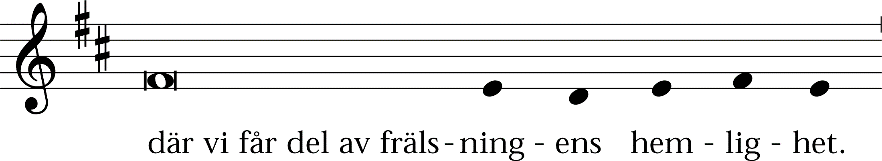 där vi får del av fräls-ning - ens hem - lig - het.